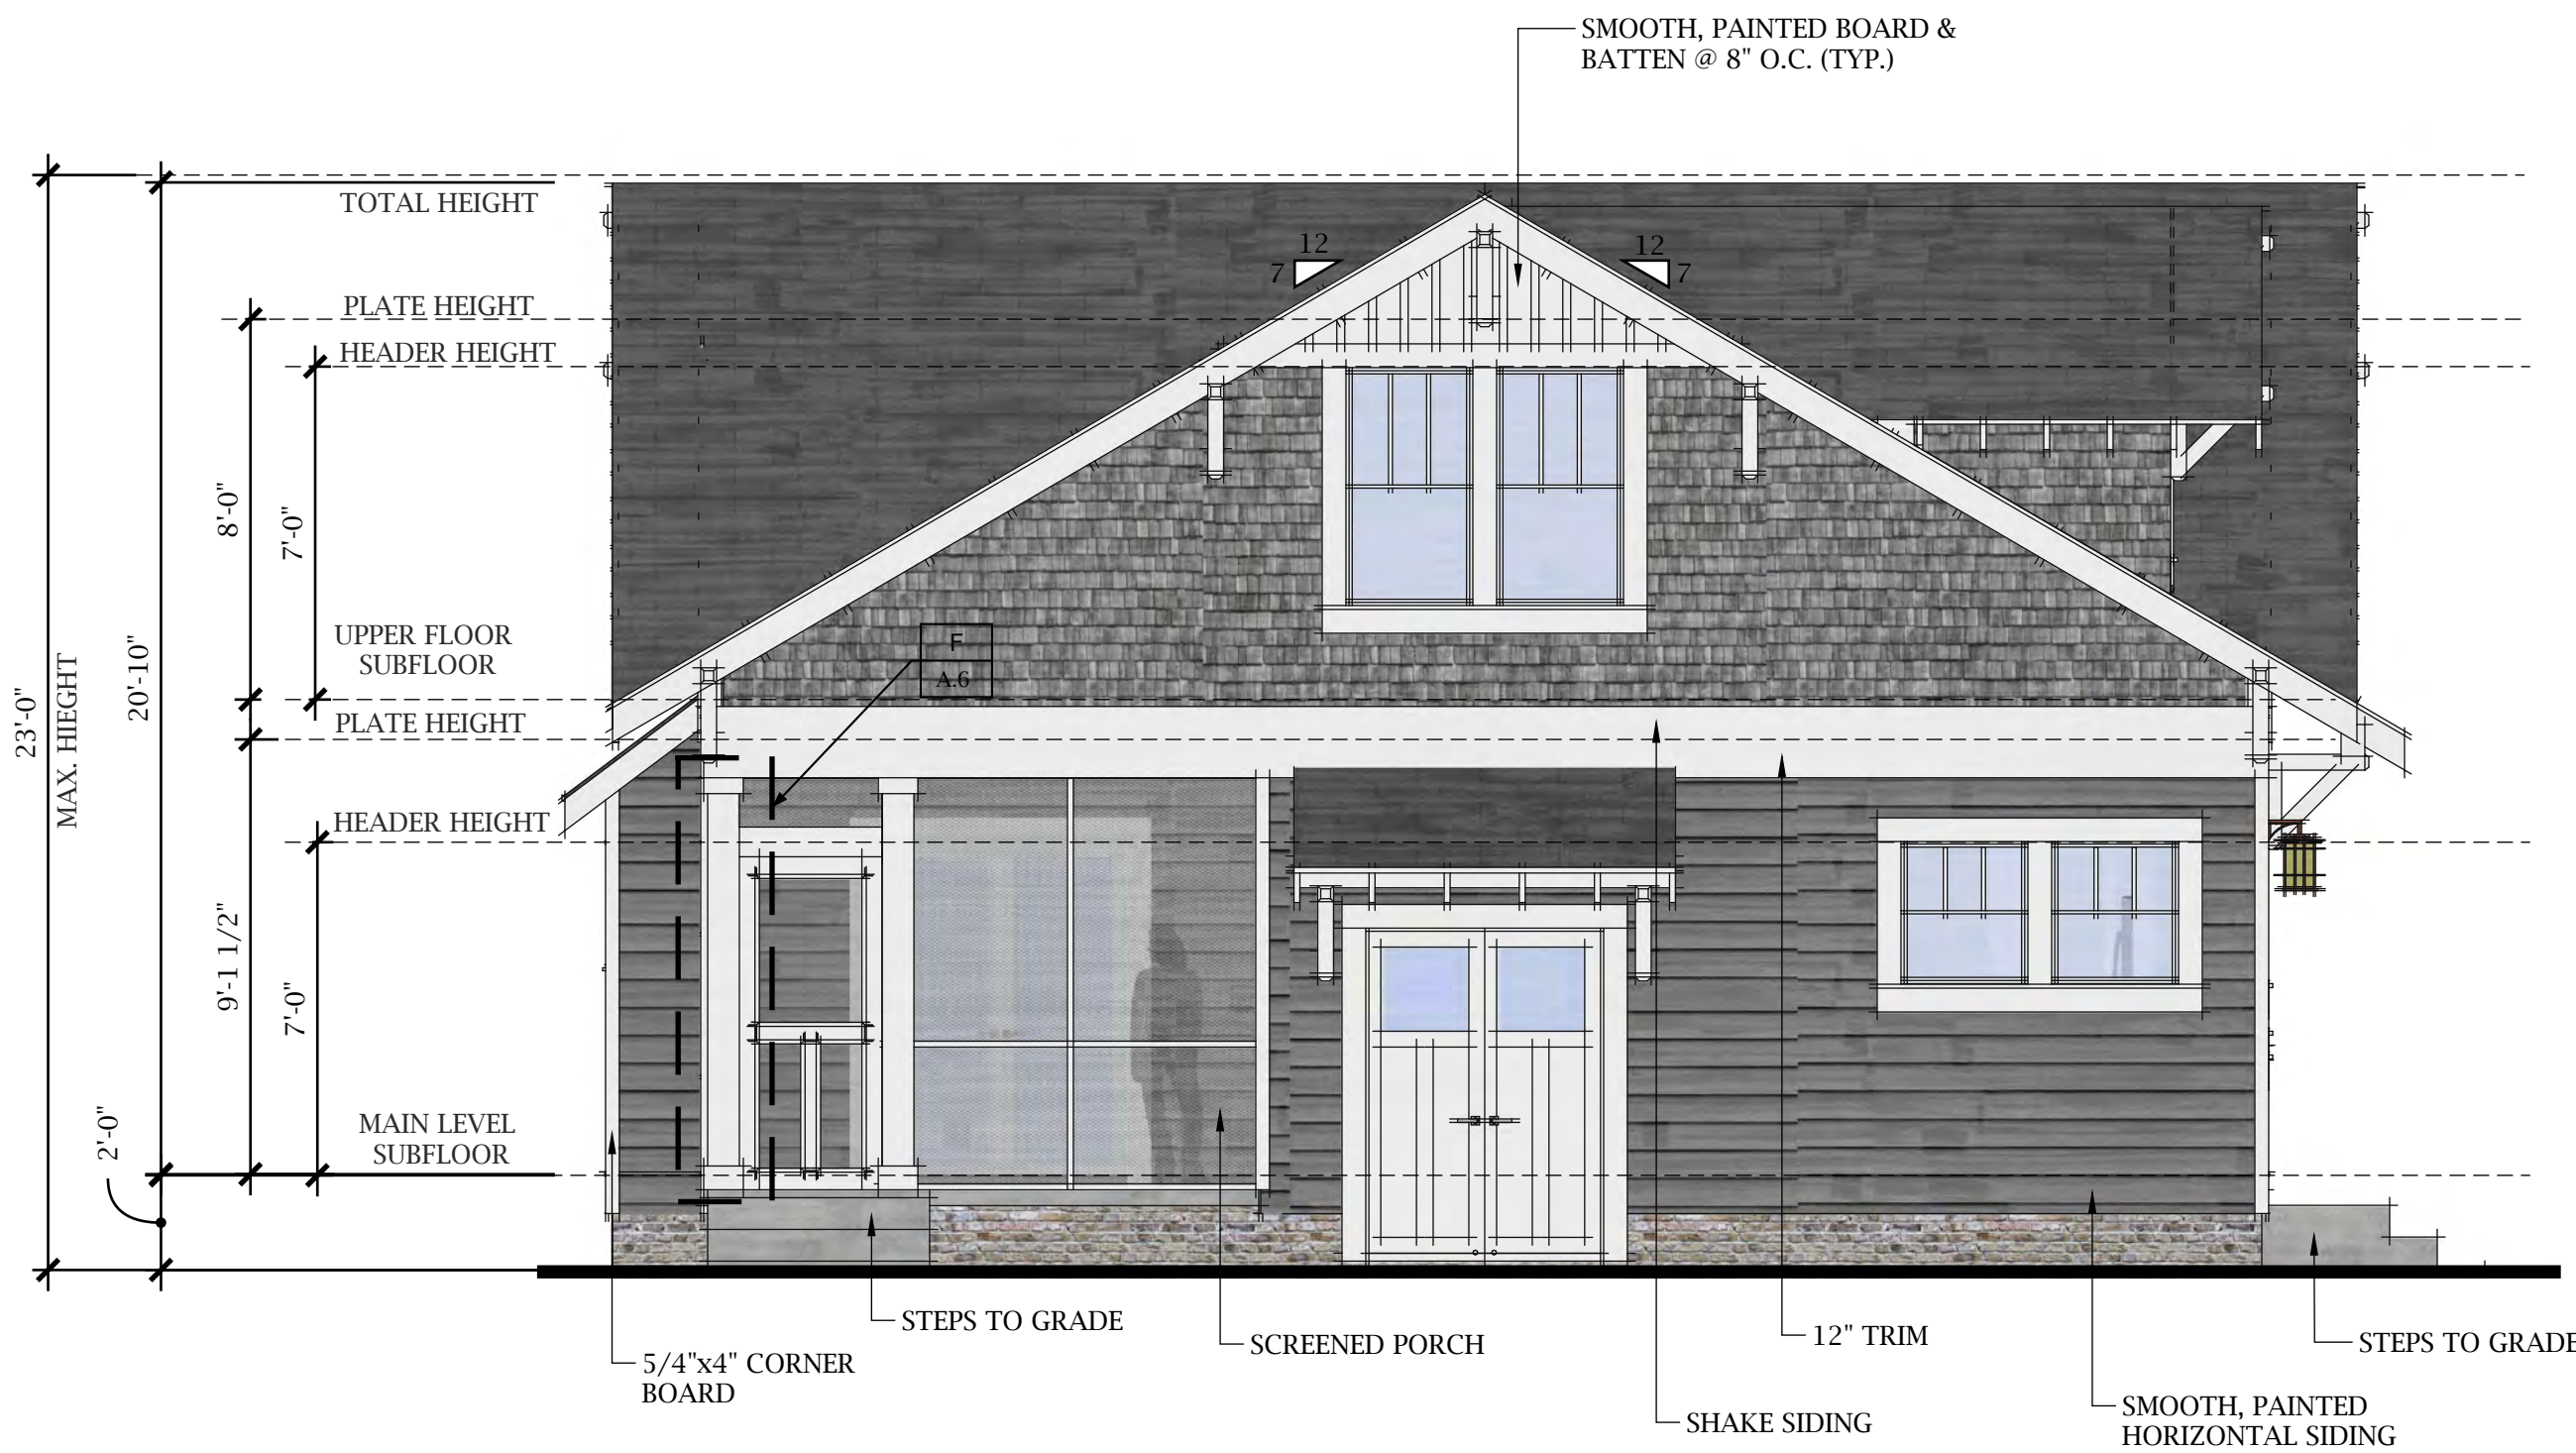 SMOOTH, PAINTED BOARD &
BATTEN @ 8" O.C. (TYP.)
TOTAL HEIGHT
12
7
12
7
PLATE HEIGHT
HEADER HEIGHT
8'-0"
7'-0"
UPPER FLOOR
SUBFLOOR
F
A.6
23'-0"
MAX. HIEGHT
20'-10"
PLATE HEIGHT
HEADER HEIGHT
9'-1 1/2"
7'-0"
2'-0"
MAIN LEVEL
SUBFLOOR
STEPS TO GRADE
5/4"x4" CORNER
BOARD
SCREENED PORCH
12" TRIM
STEPS TO GRADE
SHAKE SIDING
SMOOTH, PAINTED
HORIZONTAL SIDING